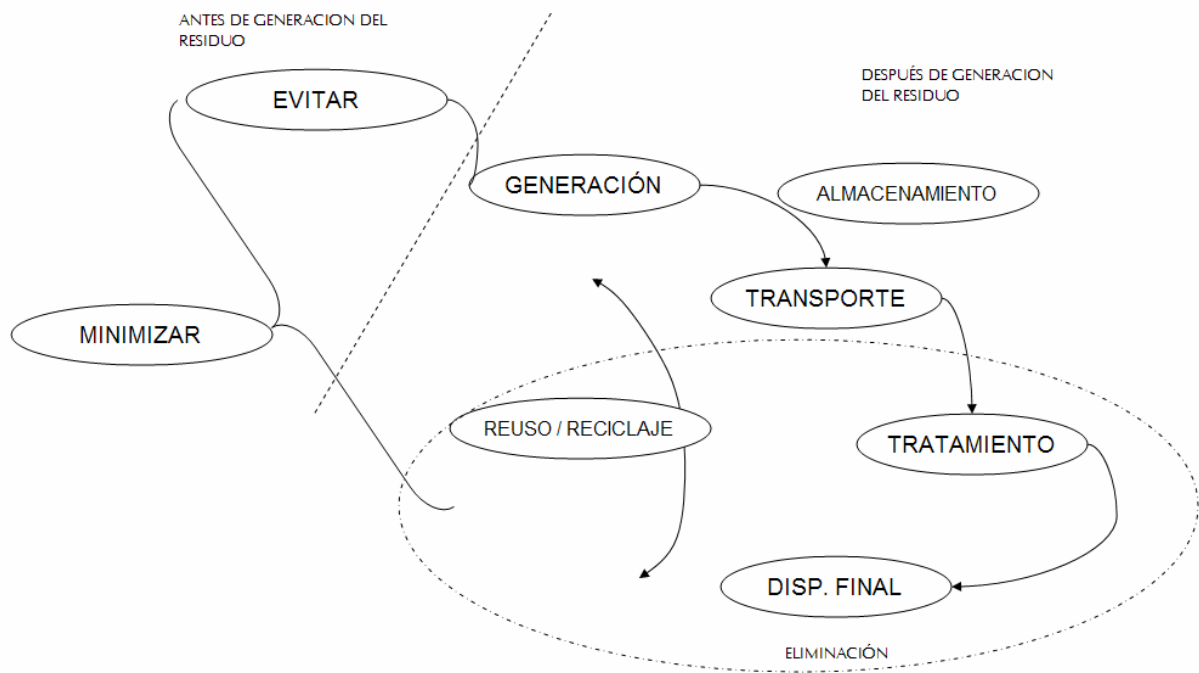 ANTES DE GENERACION DEL
RESIDUO
EVITAR
DESPUÉS DE GENERACION
DEL RESIDUO
GENERACIÓN
ALMACENAMIENTO
TRANSPORTE
MINIMIZAR
REUSO / RECICLAJE
TRATAMIENTO
DISP. FINAL
ELIMINACIÓN